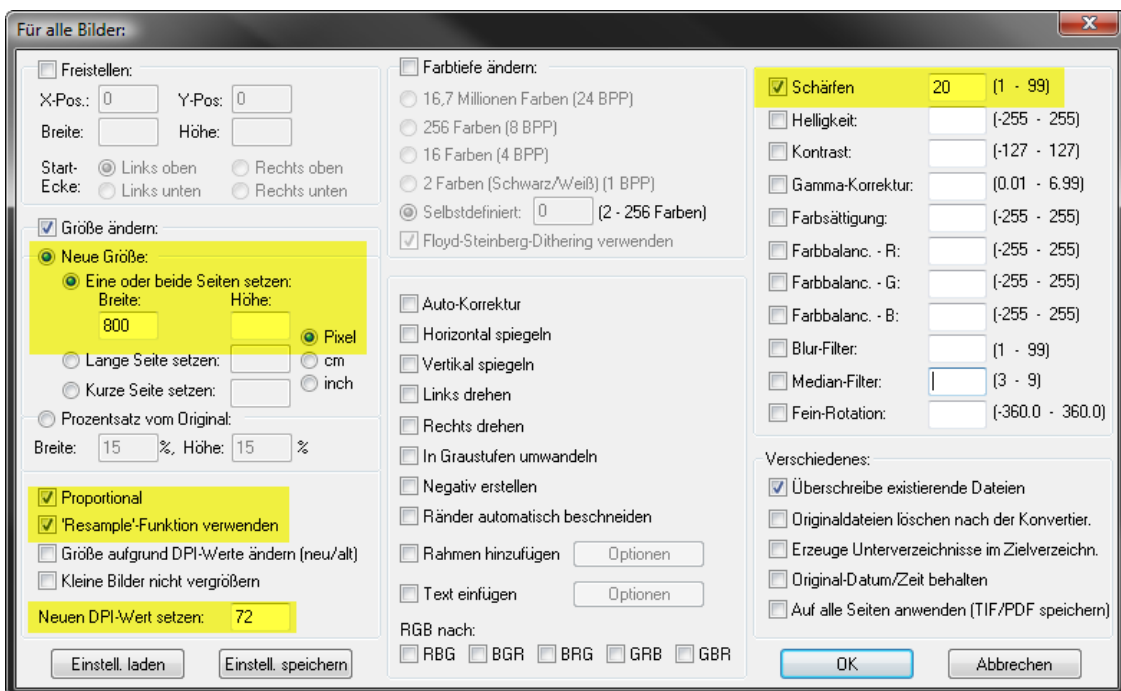 Für alle Bilder:
Freistellen:
X-Pos.: 0 Y-Pos: 0
Breite: Höhe:
Start-Ecke: Links oben Rechts oben
Links unten Rechts unten
Größe ändern:
Neue Größe:
Eine oder beide Seiten setzen:
Breite: Höhe:
800
Pixel
Lange Seite setzen: cm
Kurze Seite setzen: inch
Prozentsatz vom Original:
Breite: 15 %, Höhe: 15 %
Proportional
'Resample'-Funktion verwenden
Größe aufgrund DPI-Werte ändern (neu/alt)
Kleine Bilder nicht vergrößern
Neuen DPI-Wert setzen: 72
Einstell. laden Einstell. speichern
Farbtiefe ändern:
16,7 Millionen Farben (24 BPP)
256 Farben (8 BPP)
16 Farben (4 BPP)
2 Farben (Schwarz/Weiß) (1 BPP)
Selbstdefiniert: 0 (2 - 256 Farben)
Floyd-Steinberg-Dithering verwenden
Auto-Korrektur
Horizontal spiegeln
Vertikal spiegeln
Links drehen
Rechts drehen
In Graustufen umwandeln
Negativ erstellen
Ränder automatisch beschneiden
Rahmen hinzufügen Optionen
Text einfügen Optionen
RGB nach:
RBG BGR BRG GRB GBR
Schärfen 20 (1 - 99)
Helligkeit: (-255 - 255)
Kontrast: (-127 - 127)
Gamma-Korrektur: (0.01 - 6.99)
Farbsättigung: (-255 - 255)
Farbbalanc. - R: (-255 - 255)
Farbbalanc. - G: (-255 - 255)
Farbbalanc. - B: (-255 - 255)
Blur-Filter: (1 - 99)
Median-Filter: (3 - 9)
Fein-Rotation: (-360.0 - 360.0)
Verschiedenes:
Überschreibe existierende Dateien
Originaldateien löschen nach der Konvertier.
Erzeuge Unterverzeichnisse im Zielverzeichn.
Original-Datum/Zeit behalten
Auf alle Seiten anwenden (TIF/PDF speichern)
OK Abbrechen